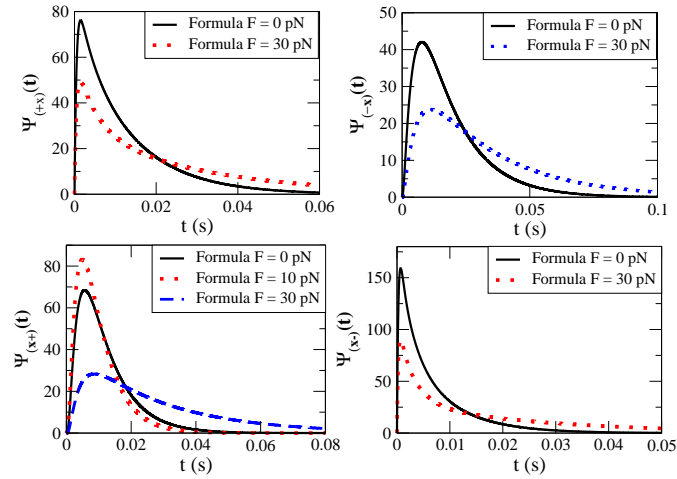 Formula F = 0 pN
Formula F = 30 pN
80
60
40
20
0
Ψ(+x)(t)
0 0.02 0.04 0.06
t (s)
Formula F = 0 pN
Formula F = 30 pN
50
40
30
20
10
0
Ψ(−x)(t)
0 0.05 0.1
t (s)
Formula F = 0 pN
Formula F = 10 pN
Formula F = 30 pN
80
60
40
20
0
Ψ(x+)(t)
0 0.02 0.04 0.06 0.08
t (s)
Formula F = 0 pN
Formula F = 30 pN
150
125
100
75
50
25
0
Ψ(x-)(t)
0 0.01 0.02 0.03 0.04 0.05
t (s)